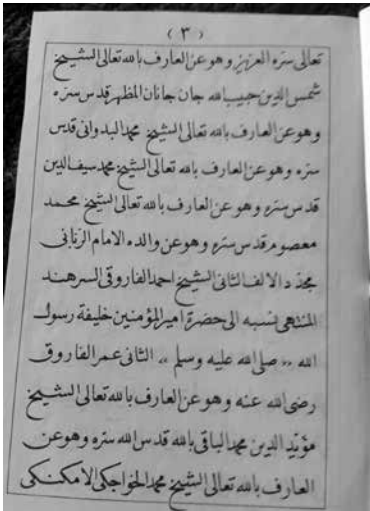 (٣)
تعالى سره العزيز وهو عن العارف بالله تعالى الشيخ
شمس الدين حبيب الله جان جانان المظهر قدس سره
وهو عن العارف بالله تعالى الشيخ محمد البدوانى قدس
سره وهو عن العارف بالله تعالى الشيخ محمد سيف الدين
قدس سره وهو عن العارف بالله تعالى الشيخ محمد
معصوم قدس سره وهو عن والده الامام الربانى
مجدد الالف الثانى الشيخ احمد الفاروقى السرهند
المنتهى نسبه الى حضرة امير المؤمنين خليفة رسول
الله ،، صلى الله عليه وسلم ،، الثانى عمر الفاروق
رضى الله عنه وهو عن العارف بالله تعالى الشيخ
مؤيد الدين محمد الباقى بالله قدس الله سره وهو عن
العارف بالله تعالى الشيخ محمد الخواجكى الامكنكى